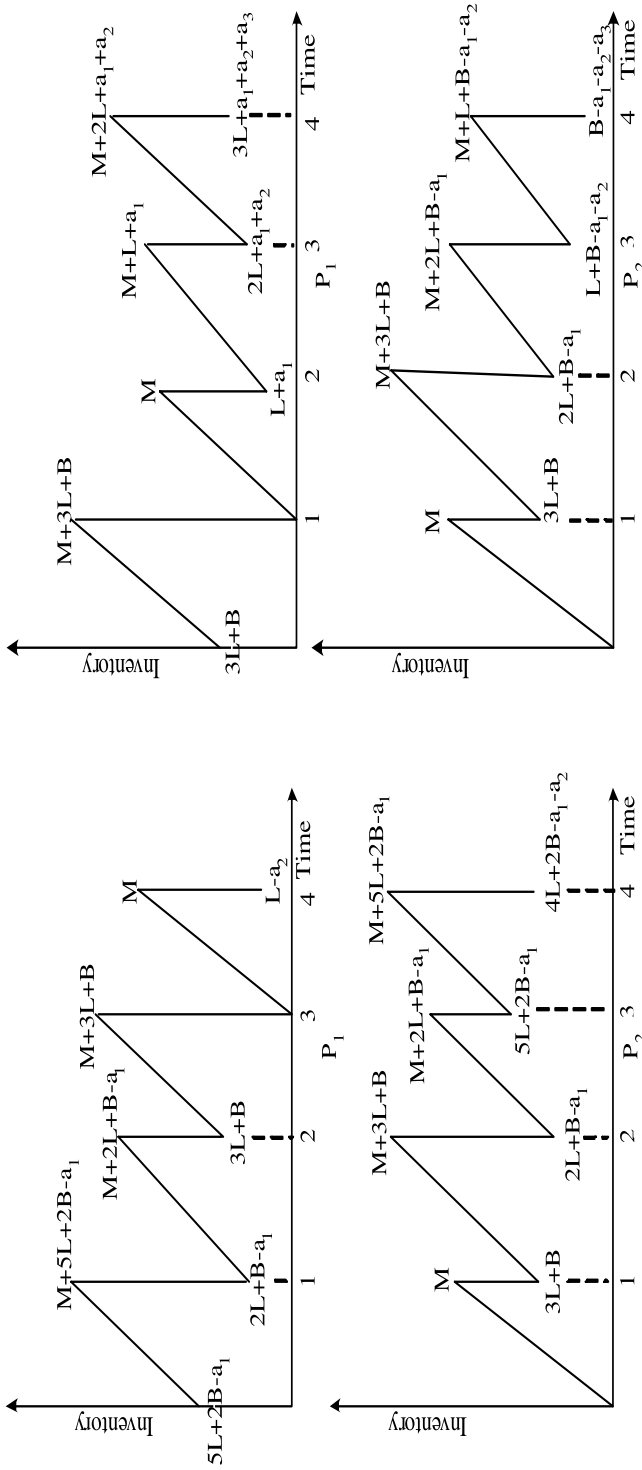 Inventory
M+5L+2B-a₁
M+2L+B-a₁
M+3L+B
M
5L+2B-a₁
2L+B-a₁
3L+B
L-a₂
1 2 3 4
Time
P₁
Inventory
M+3L+B
M
M+L+a₁
M+2L+a₁+a₂
3L+B
L+a₁
2L+a₁+a₂
3L+a₁+a₂+a₃
1 2 3 4
Time
P₁
Inventory
M
M+3L+B
M+2L+B-a₁
M+5L+2B-a₁
3L+B
2L+B-a₁
5L+2B-a₁
4L+2B-a₁-a₂
1 2 3 4
Time
P₂
Inventory
M
M+3L+B
M+2L+B-a₁
M+L+B-a₁-a₂
3L+B
2L+B-a₁
L+B-a₁-a₂
B-a₁-a₂-a₃
1 2 3 4
Time
P₂